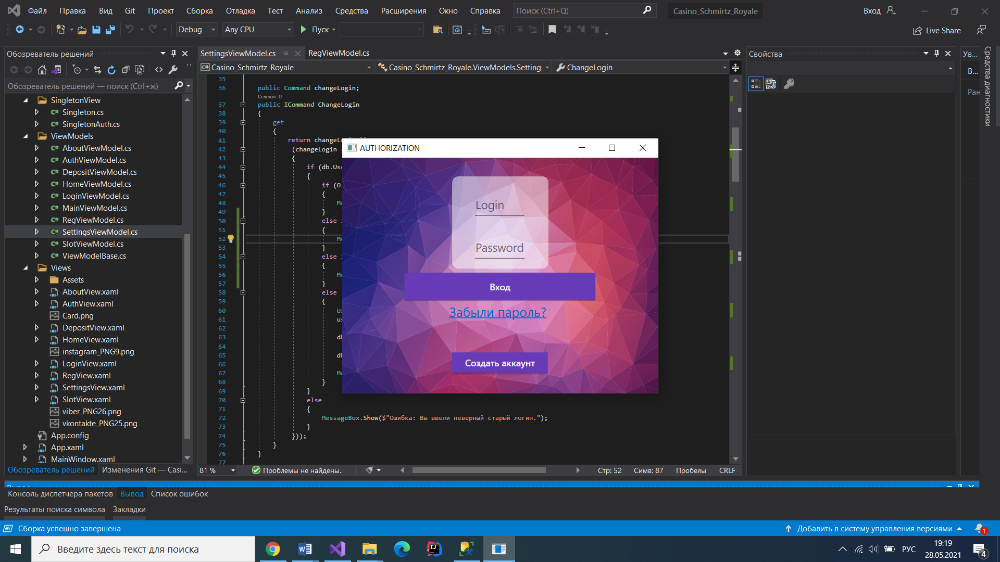 Файл Правка Вид Git Проект Сборка Отладка Тест Анализ Средства Расширения Окно Справка Поиск (Ctrl+Q) Casino_Schmirtz_Royale Вход
Debug Any CPU Пуск Live Share
Обозреватель решений
Обозреватель решений — поиск (Ctrl+ж)
SingletonView
Singleton.cs
SingletonAuth.cs
ViewModels
AboutViewModel.cs
AuthViewModel.cs
DepositViewModel.cs
HomeViewModel.cs
LoginViewModel.cs
MainViewModel.cs
RegViewModel.cs
SettingsViewModel.cs
SlotViewModel.cs
ViewModelBase.cs
Views
Assets
AboutView.xaml
AuthView.xaml
Card.png
DepositView.xaml
HomeView.xaml
instagram_PNG9.png
LoginView.xaml
RegView.xaml
SettingsView.xaml
SlotView.xaml
viber_PNG26.png
vkontakte_PNG25.png
App.config
App.xaml
MainWindow.xaml
Обозреватель решений Изменения Git — Casi...
SettingsViewModel.cs RegViewModel.cs
Casino_Schmirtz_Royale Casino_Schmirtz_Royale.ViewModels.Setting ChangeLogin
35
36 public Command changeLogin;
Ссылок: 0
37 public ICommand ChangeLogin
38 {
39 get
40 {
41 return changeL
42 (changeLogin =
43 {
44 if (db.Use
45 {
46 if (O
47 {
48 Me
49 }
50 else
51 {
52 Me
53 }
54 else
55 {
56 Me
57 }
58 else
59 {
60 Us
61 us
62
63 db
64
65 db
66
67 Me
68 }
69 }
70 else
71 {
72 MessageBox.Show($"Ошибка: Вы ввели неверный старый логин.");
73 }
74 }));
75 }
76 }
77
AUTHORIZATION
Login
Password
Вход
Забыли пароль?
Создать аккаунт
81 % Проблемы не найдены. Стр: 52 Симв: 87 Пробелы CRLF
Свойства
Ув...
В...
Ран
Средства диагностики
Консоль диспетчера пакетов Вывод Список ошибок
Результаты поиска символа Закладки
Сборка успешно завершена Добавить в систему управления версиями 1
Введите здесь текст для поиска РУС 19:19
28.05.2021 4